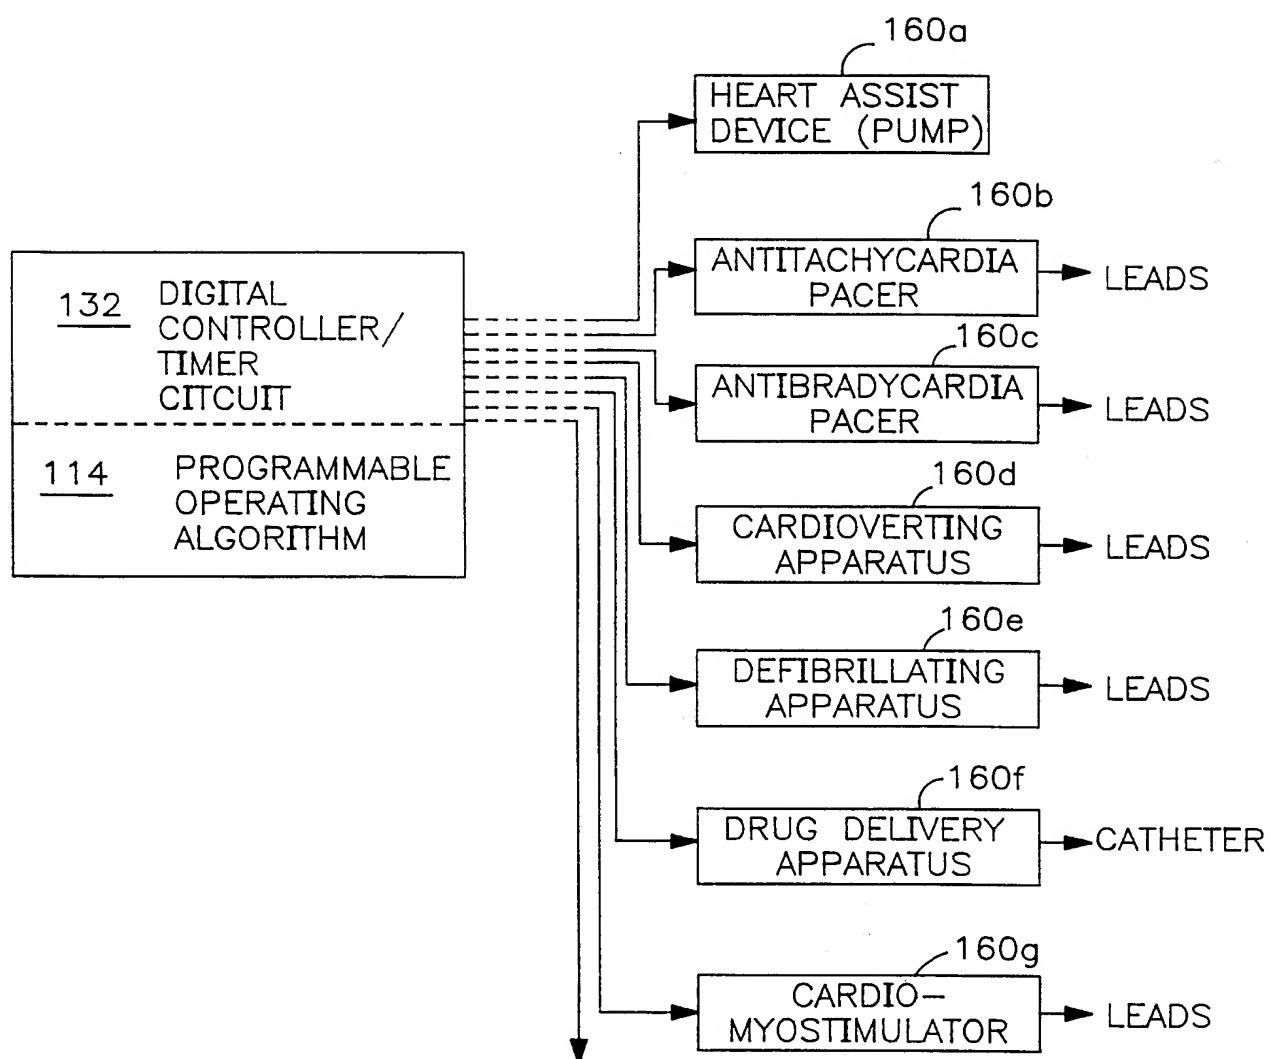 160a
HEART ASSIST
DEVICE (PUMP)
160b
ANTITACHYCARDIA
PACER
LEADS
132
DIGITAL
CONTROLLER/
TIMER
CITCUIT
160c
ANTIBRADYCARDIA
PACER
LEADS
114
PROGRAMMABLE
OPERATING
ALGORITHM
160d
CARDIOVERTING
APPARATUS
LEADS
160e
DEFIBRILLATING
APPARATUS
LEADS
160f
DRUG DELIVERY
APPARATUS
CATHETER
160g
CARDIO-
MYOSTIMULATOR
LEADS